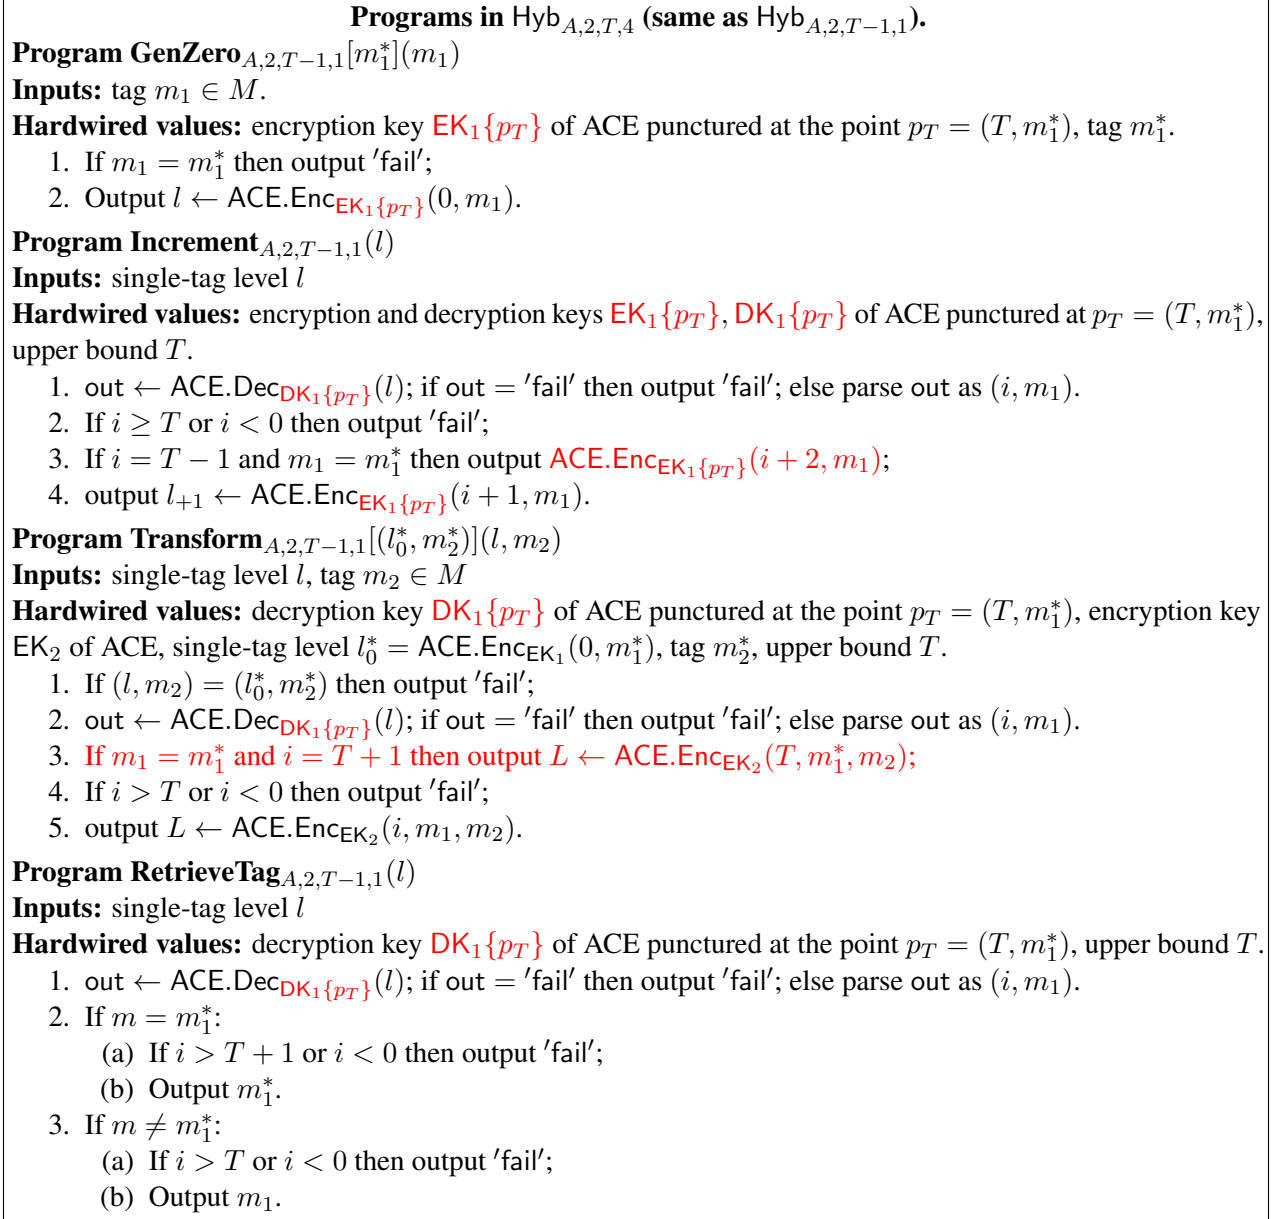 Programs in Hyb_{A,2,T,4} (same as Hyb_{A,2,T−1,1}).
Program GenZero_{A,2,T−1,1}[m_1^*](m_1)
Inputs: tag m_1 ∈ M.
Hardwired values: encryption key EK_1{p_T} of ACE punctured at the point p_T = (T, m_1^*), tag m_1^*.
1. If m_1 = m_1^* then output ′fail′;
2. Output l ← ACE.Enc_{EK_1{p_T}}(0, m_1).
Program Increment_{A,2,T−1,1}(l)
Inputs: single-tag level l
Hardwired values: encryption and decryption keys EK_1{p_T}, DK_1{p_T} of ACE punctured at p_T = (T, m_1^*),
upper bound T.
1. out ← ACE.Dec_{DK_1{p_T}}(l); if out = ′fail′ then output ′fail′; else parse out as (i, m_1).
2. If i ≥ T or i < 0 then output ′fail′;
3. If i = T − 1 and m_1 = m_1^* then output ACE.Enc_{EK_1{p_T}}(i + 2, m_1);
4. output l_{+1} ← ACE.Enc_{EK_1{p_T}}(i + 1, m_1).
Program Transform_{A,2,T−1,1}[(l_0^*, m_2^*)](l, m_2)
Inputs: single-tag level l, tag m_2 ∈ M
Hardwired values: decryption key DK_1{p_T} of ACE punctured at the point p_T = (T, m_1^*), encryption key
EK_2 of ACE, single-tag level l_0^* = ACE.Enc_{EK_1}(0, m_1^*), tag m_2^*, upper bound T.
1. If (l, m_2) = (l_0^*, m_2^*) then output ′fail′;
2. out ← ACE.Dec_{DK_1{p_T}}(l); if out = ′fail′ then output ′fail′; else parse out as (i, m_1).
3. If m_1 = m_1^* and i = T + 1 then output L ← ACE.Enc_{EK_2}(T, m_1^*, m_2);
4. If i > T or i < 0 then output ′fail′;
5. output L ← ACE.Enc_{EK_2}(i, m_1, m_2).
Program RetrieveTag_{A,2,T−1,1}(l)
Inputs: single-tag level l
Hardwired values: decryption key DK_1{p_T} of ACE punctured at the point p_T = (T, m_1^*), upper bound T.
1. out ← ACE.Dec_{DK_1{p_T}}(l); if out = ′fail′ then output ′fail′; else parse out as (i, m_1).
2. If m = m_1^*:
(a) If i > T + 1 or i < 0 then output ′fail′;
(b) Output m_1^*.
3. If m ≠ m_1^*:
(a) If i > T or i < 0 then output ′fail′;
(b) Output m_1.